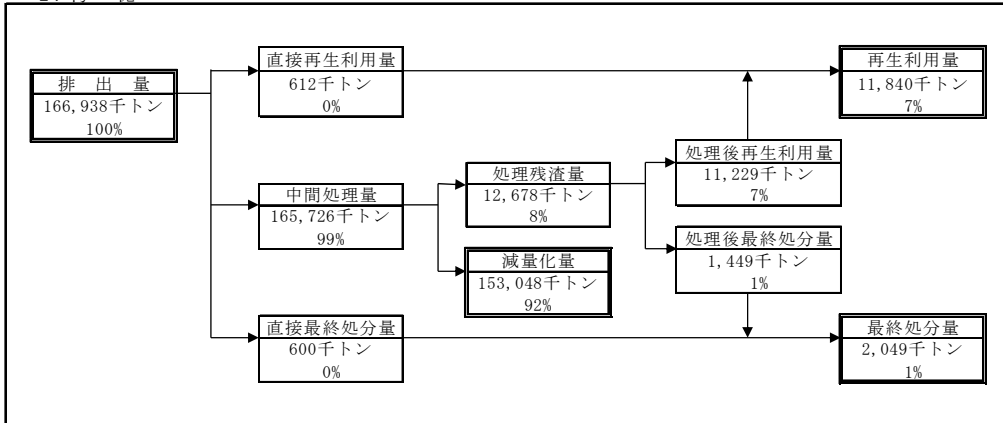 直接再生利用量
612千トン
0%
再生利用量
11,840千トン
7%
排出量
166,938千トン
100%
処理後再生利用量
11,229千トン
7%
処理残渣量
12,678千トン
8%
中間処理量
165,726千トン
99%
処理後最終処分量
1,449千トン
1%
減量化量
153,048千トン
92%
直接最終処分量
600千トン
0%
最終処分量
2,049千トン
1%